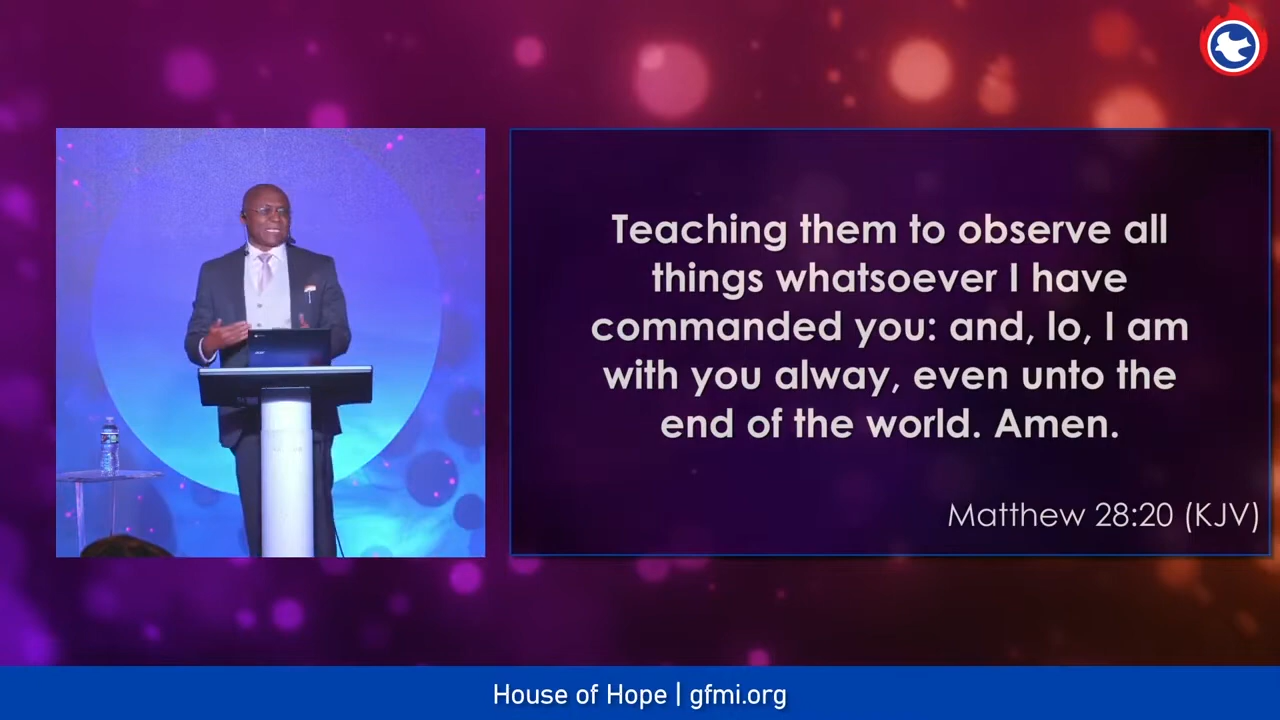 Teaching them to observe all
things whatsoever I have
commanded you: and, lo, I am
with you alway, even unto the
end of the world. Amen.
Matthew 28:20 (KJV)
House of Hope | gfmi.org